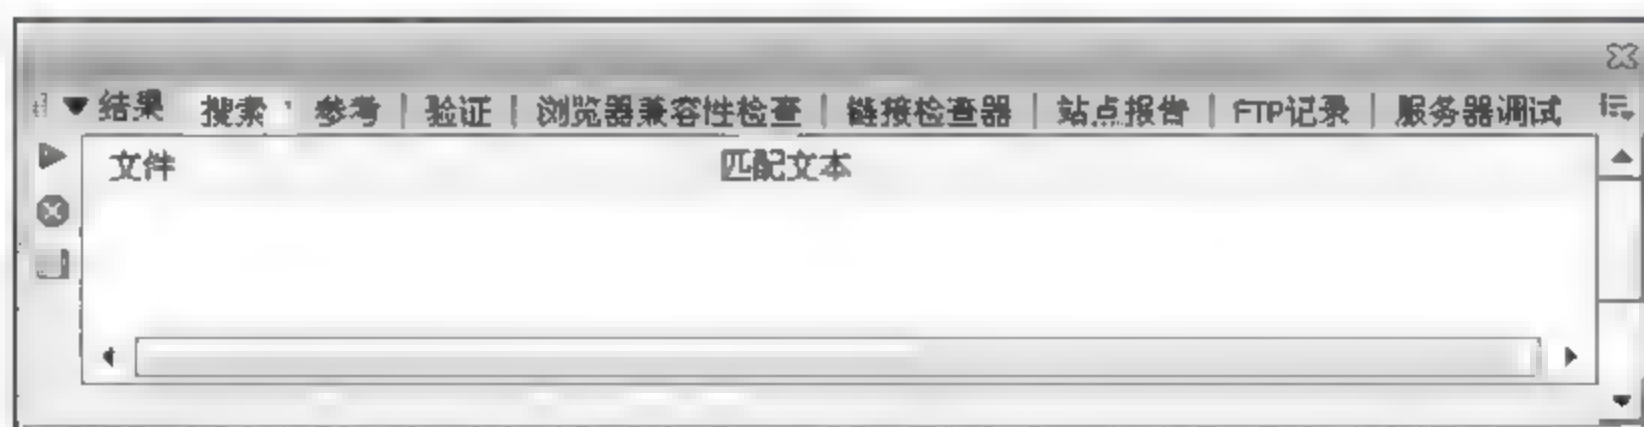 结果 搜索 参考 | 验证 | 浏览器兼容性检查 | 链接检查器 | 站点报告 | FTP记录 | 服务器调试
文件 匹配文本